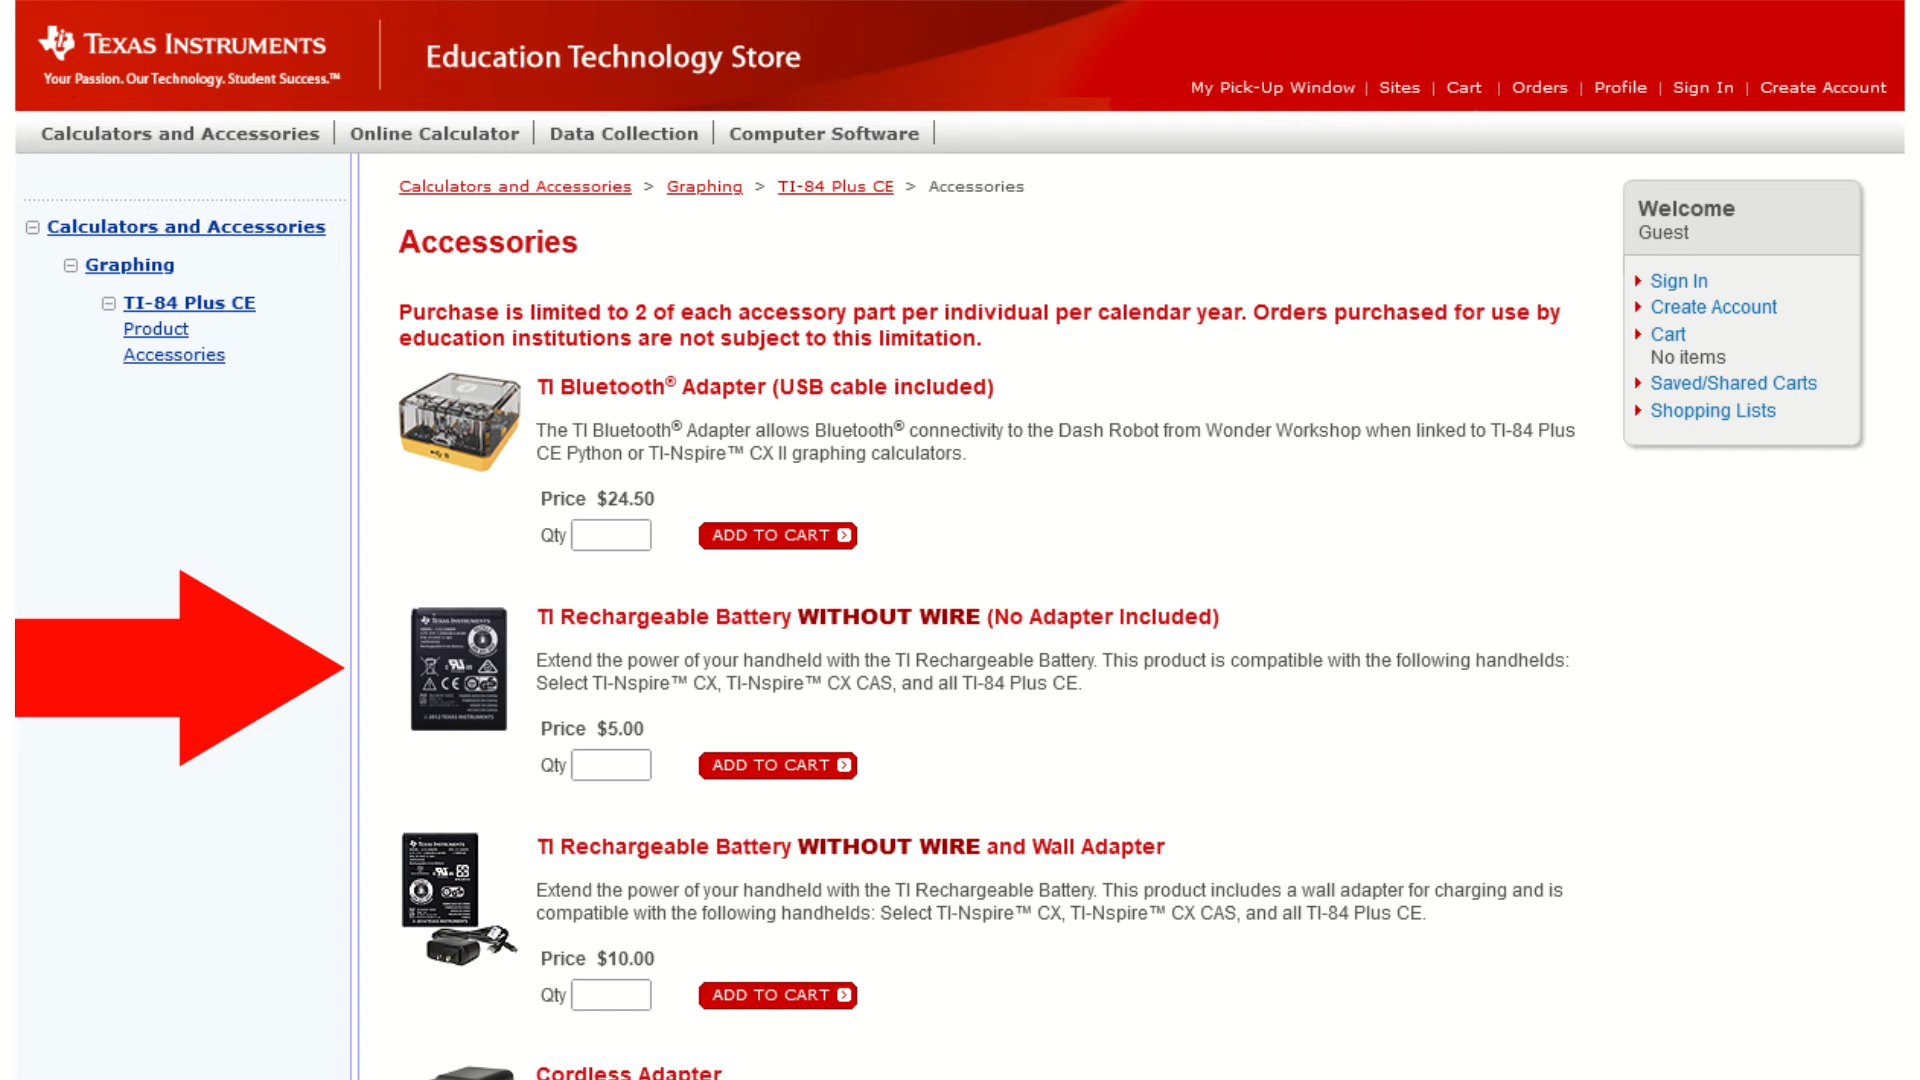 TEXAS INSTRUMENTS
Your Passion. Our Technology. Student Success.™
Education Technology Store
My Pick-Up Window | Sites | Cart | Orders | Profile | Sign In | Create Account
Calculators and Accessories | Online Calculator | Data Collection | Computer Software |
Calculators and Accessories
Graphing
TI-84 Plus CE
Product
Accessories
Calculators and Accessories > Graphing > TI-84 Plus CE > Accessories
Accessories
Purchase is limited to 2 of each accessory part per individual per calendar year. Orders purchased for use by
education institutions are not subject to this limitation.
TI Bluetooth® Adapter (USB cable included)
The TI Bluetooth® Adapter allows Bluetooth® connectivity to the Dash Robot from Wonder Workshop when linked to TI-84 Plus
CE Python or TI-Nspire™ CX II graphing calculators.
Price $24.50
Qty
ADD TO CART
TI Rechargeable Battery WITHOUT WIRE (No Adapter Included)
Extend the power of your handheld with the TI Rechargeable Battery. This product is compatible with the following handhelds:
Select TI-Nspire™ CX, TI-Nspire™ CX CAS, and all TI-84 Plus CE.
Price $5.00
Qty
ADD TO CART
TI Rechargeable Battery WITHOUT WIRE and Wall Adapter
Extend the power of your handheld with the TI Rechargeable Battery. This product includes a wall adapter for charging and is
compatible with the following handhelds: Select TI-Nspire™ CX, TI-Nspire™ CX CAS, and all TI-84 Plus CE.
Price $10.00
Qty
ADD TO CART
Cordless Adapter
Welcome
Guest
Sign In
Create Account
Cart
No items
Saved/Shared Carts
Shopping Lists
TEXAS INSTRUMENTS
© 2012 TEXAS INSTRUMENTS